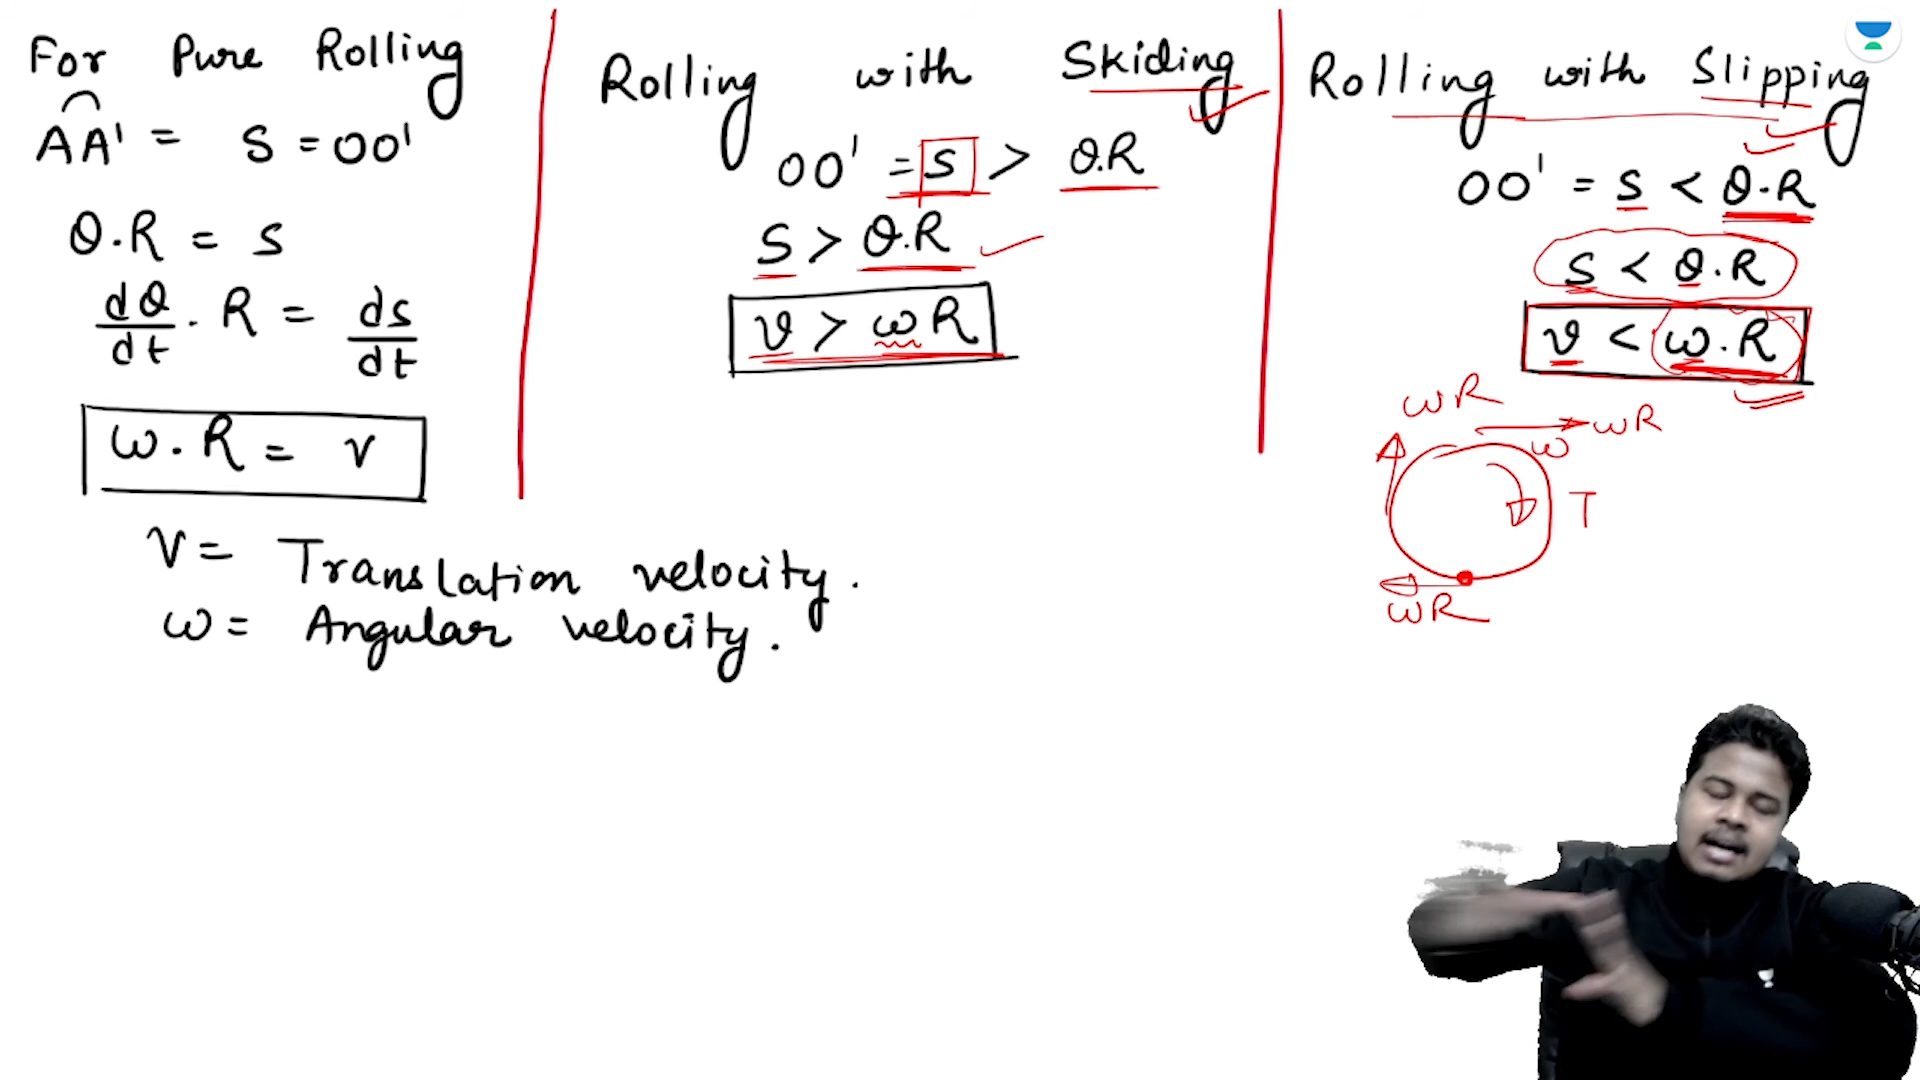 For Pure Rolling
AA' = S = OO'
θ.R = s
dθ/dt . R = ds/dt
ω . R = v
Rolling with Skiding
OO' = s > θ.R
s > θ.R
v > ωR
Rolling with Slipping
OO' = s < θ.R
s < θ.R
v < ω.R
ωR
ωR
ω
T
ωR
v = Translation velocity.
ω = Angular velocity.